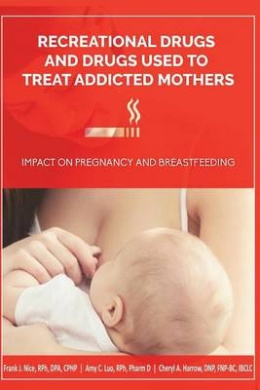 RECREATIONAL DRUGS
AND DRUGS USED TO
TREAT ADDICTED MOTHERS
IMPACT ON PREGNANCY AND BREASTFEEDING
Frank J. Nice, RPh, DPA, CPHP | Amy C. Luo, RPh, Pharm D | Cheryl A. Harrow, DNP, FNP-BC, IBCLC